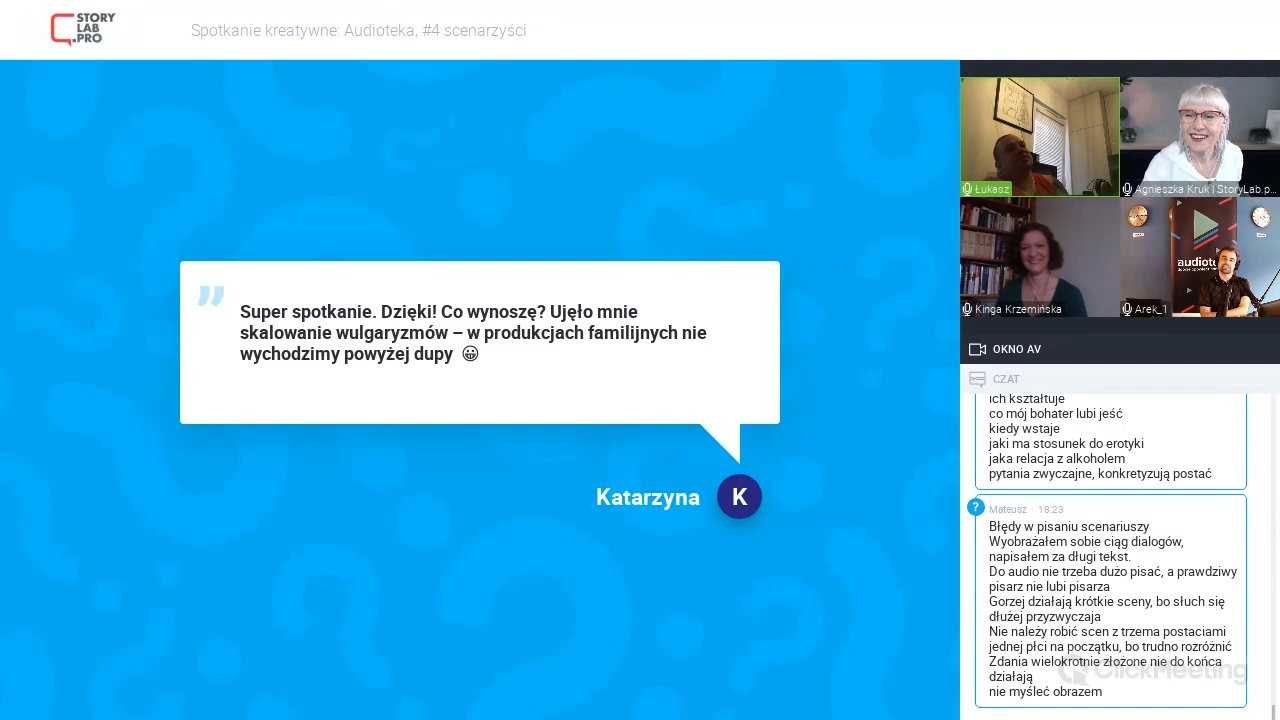 STORY
LAB
.PRO
Spotkanie kreatywne: Audioteka, #4 scenarzyści
Super spotkanie. Dzięki! Co wynoszę? Ujęło mnie
skalowanie wulgaryzmów – w produkcjach familijnych nie
wychodzimy powyżej dupy 😀
Katarzyna
K
Łukasz
Agnieszka Kruk | StoryLab.p...
Kinga Krzemińska
Arek_1
OKNO AV
CZAT
ich kształtuje
co mój bohater lubi jeść
kiedy wstaje
jaki ma stosunek do erotyki
jaka relacja z alkoholem
pytania zwyczajne, konkretyzują postać
?
Mateusz | 18:23
Błędy w pisaniu scenariuszy
Wyobrażałem sobie ciąg dialogów,
napisałem za długi tekst.
Do audio nie trzeba dużo pisać, a prawdziwy
pisarz nie lubi pisarza
Gorzej działają krótkie sceny, bo słuch się
dłużej przyzwyczaja
Nie należy robić scen z trzema postaciami
jednej płci na początku, bo trudno rozróżnić
Zdania wielokrotnie złożone nie do końca
działają
nie myśleć obrazem
ClickMeeting